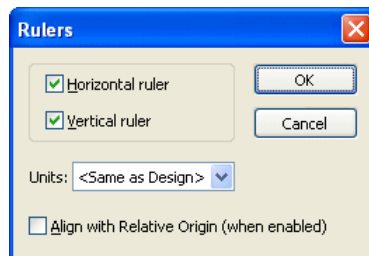 Rulers
Horizontal ruler
OK
Vertical ruler
Cancel
Units: <Same as Design>
Align with Relative Origin (when enabled)